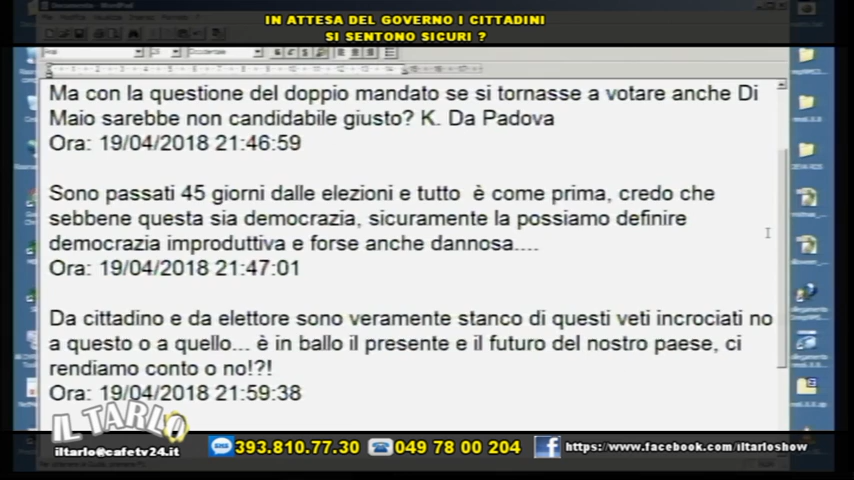 IN ATTESA DEL GOVERNO I CITTADINI
SI SENTONO SICURI ?
Ma con la questione del doppio mandato se si tornasse a votare anche Di
Maio sarebbe non candidabile giusto? K. Da Padova
Ora: 19/04/2018 21:46:59
Sono passati 45 giorni dalle elezioni e tutto è come prima, credo che
sebbene questa sia democrazia, sicuramente la possiamo definire
democrazia improduttiva e forse anche dannosa....
Ora: 19/04/2018 21:47:01
Da cittadino e da elettore sono veramente stanco di questi veti incrociati no
a questo o a quello... è in ballo il presente e il futuro del nostro paese, ci
rendiamo conto o no!?!
Ora: 19/04/2018 21:59:38
IL TARLO
iltarlo@cafetv24.it
SMS 393.810.77.30 049 78 00 204 https://www.facebook.com/iltarloshow